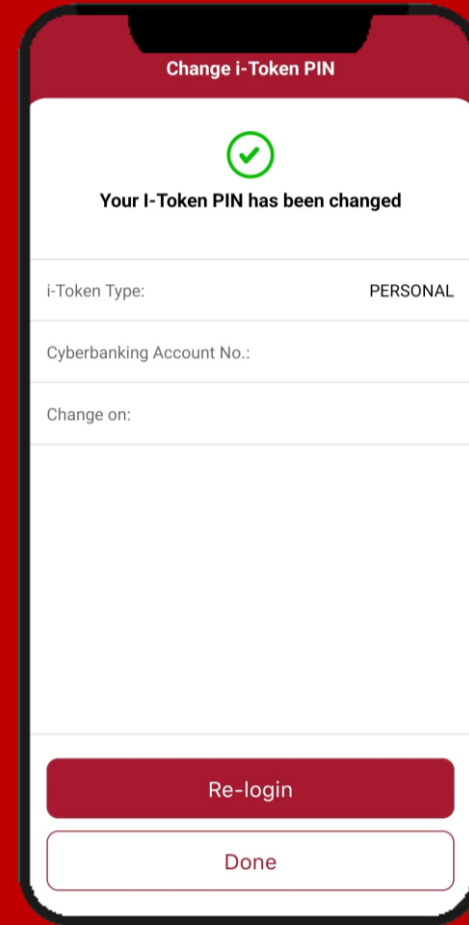 Change i-Token PIN
Your I-Token PIN has been changed
i-Token Type: PERSONAL
Cyberbanking Account No.:
Change on:
Re-login
Done